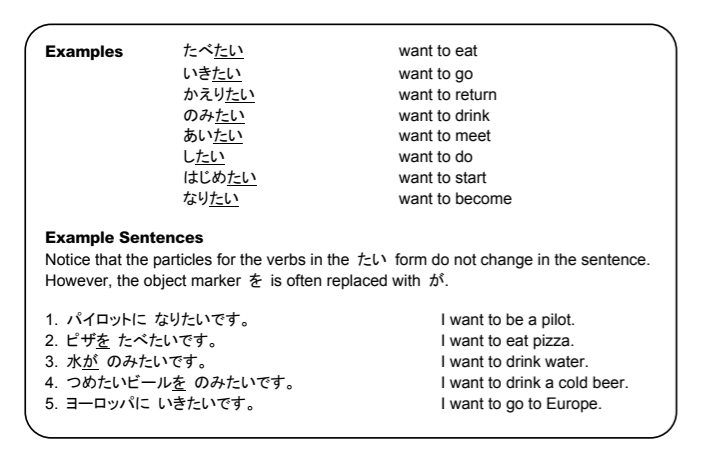 Examples たべたい want to eat
いきたい want to go
かえりたい want to return
のみたい want to drink
あいたい want to meet
したい want to do
はじめたい want to start
なりたい want to become
Example Sentences
Notice that the particles for the verbs in the たい form do not change in the sentence.
However, the object marker を is often replaced with が.
1. パイロットに なりたいです。 I want to be a pilot.
2. ピザを たべたいです。 I want to eat pizza.
3. 水が のみたいです。 I want to drink water.
4. つめたいビールを のみたいです。 I want to drink a cold beer.
5. ヨーロッパに いきたいです。 I want to go to Europe.